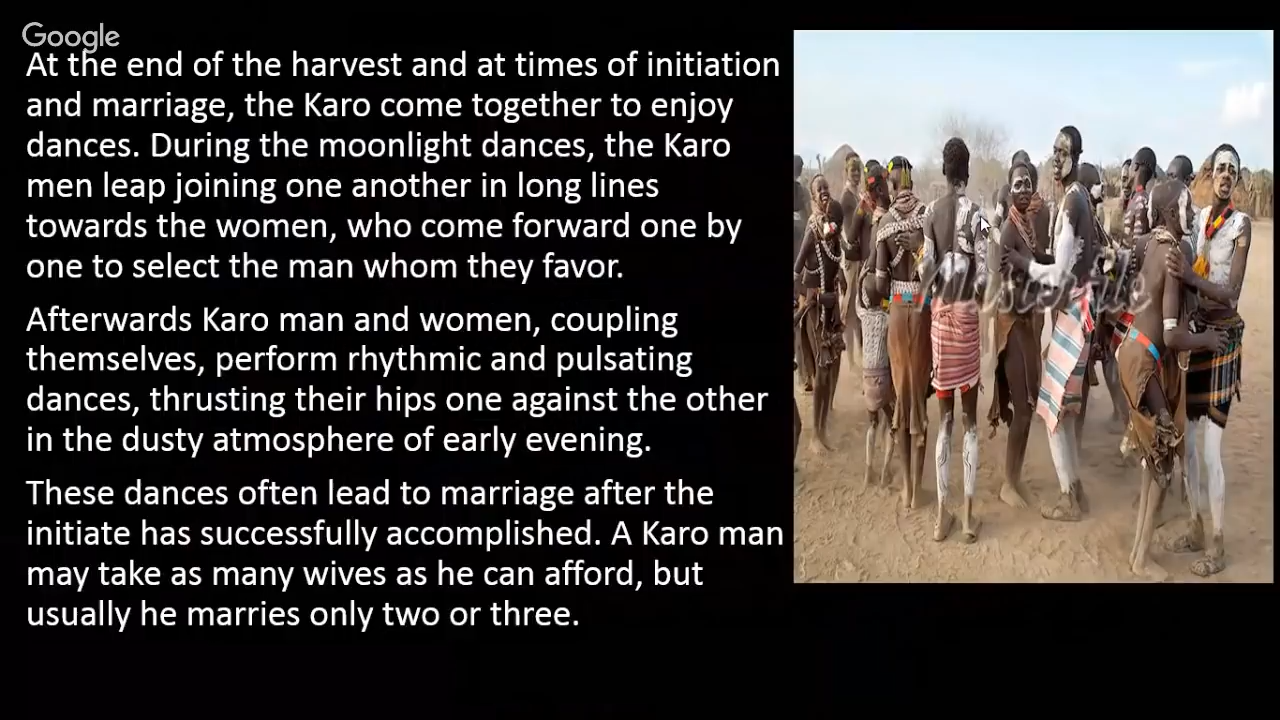 Google
At the end of the harvest and at times of initiation
and marriage, the Karo come together to enjoy
dances. During the moonlight dances, the Karo
men leap joining one another in long lines
towards the women, who come forward one by
one to select the man whom they favor.
Afterwards Karo man and women, coupling
themselves, perform rhythmic and pulsating
dances, thrusting their hips one against the other
in the dusty atmosphere of early evening.
These dances often lead to marriage after the
initiate has successfully accomplished. A Karo man
may take as many wives as he can afford, but
usually he marries only two or three.
Masterfile